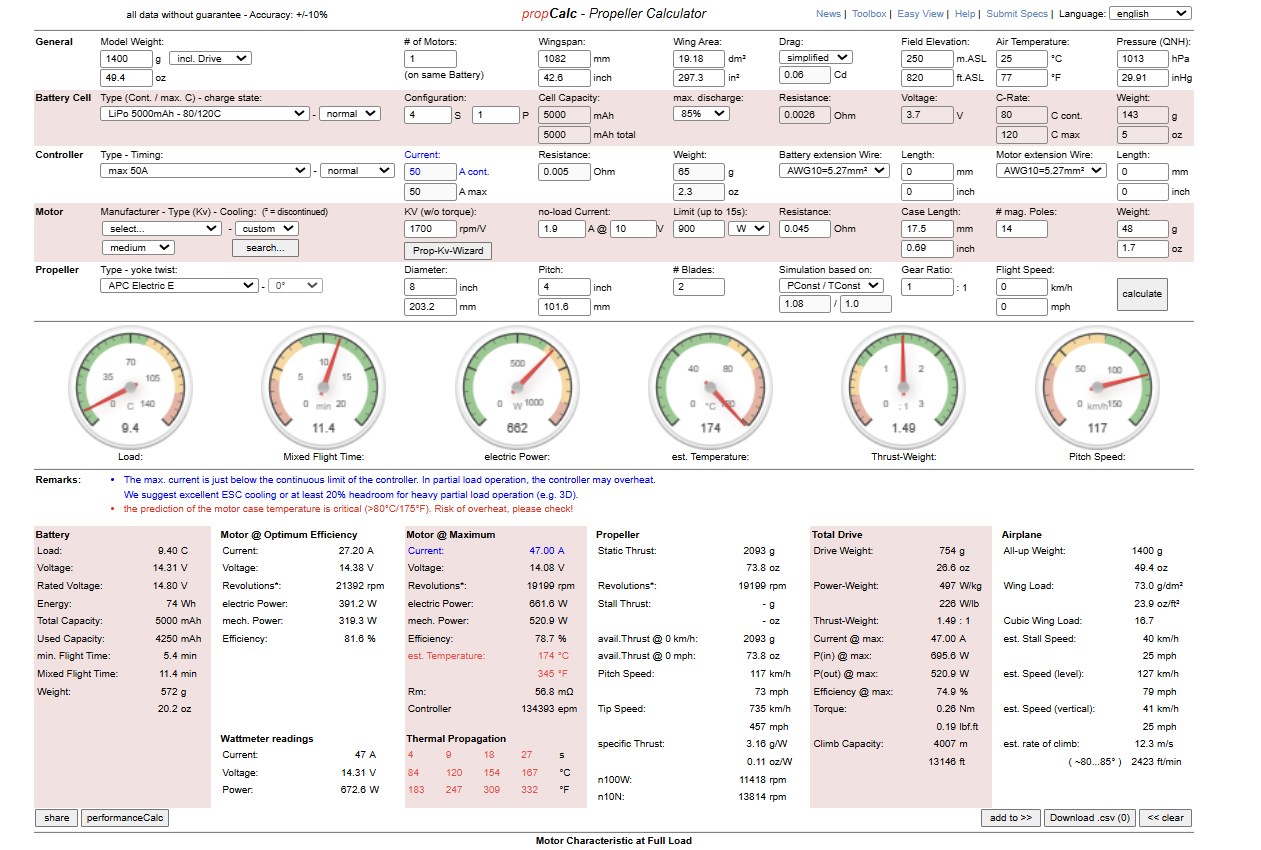 all data without guarantee - Accuracy: +/-10%
propCalc - Propeller Calculator
News | Toolbox | Easy View | Help | Submit Specs | Language: english
General Model Weight: # of Motors: Wingspan: Wing Area: Drag: Field Elevation: Air Temperature: Pressure (QNH):
1400 g incl. Drive 1 1082 mm 19.18 dm² simplified 250 m.ASL 25 °C 1013 hPa
49.4 oz (on same Battery) 42.6 inch 297.3 in² 0.06 Cd 820 ft.ASL 77 °F 29.91 inHg
Battery Cell Type (Cont. / max. C) - charge state: Configuration: Cell Capacity: max. discharge: Resistance: Voltage: C-Rate: Weight:
LiPo 5000mAh - 80/120C - normal 4 S 1 P 5000 mAh 85% 0.0026 Ohm 3.7 V 80 C cont. 143 g
5000 mAh total 120 C max 5 oz
Controller Type - Timing: Current: Resistance: Weight: Battery extension Wire: Length: Motor extension Wire: Length:
max 50A - normal 50 A cont. 0.005 Ohm 65 g AWG10=5.27mm² 0 mm AWG10=5.27mm² 0 mm
50 A max 2.3 oz 0 inch 0 inch
Motor Manufacturer - Type (Kv) - Cooling: (² = discontinued) KV (w/o torque): no-load Current: Limit (up to 15s): Resistance: Case Length: # mag. Poles: Weight:
select... - custom 1700 rpm/V 1.9 A @ 10 V 900 W 0.045 Ohm 17.5 mm 14 48 g
medium search... Prop-Kv-Wizard 0.69 inch 1.7 oz
Propeller Type - yoke twist: Diameter: Pitch: # Blades: Simulation based on: Gear Ratio: Flight Speed:
APC Electric E - 0° 8 inch 4 inch 2 PConst / TConst 1 : 1 0 km/h calculate
203.2 mm 101.6 mm 1.08 / 1.0 0 mph
0 35 70 105 140 C 9.4
0 5 10 15 20 min 11.4
0 500 1000 W 662
0 40 80 °C 174
0 1 2 3 : 1 1.49
0 50 100 150 km/h 117
Load: Mixed Flight Time: electric Power: est. Temperature: Thrust-Weight: Pitch Speed:
Remarks: • The max. current is just below the continuous limit of the controller. In partial load operation, the controller may overheat.
We suggest excellent ESC cooling or at least 20% headroom for heavy partial load operation (e.g. 3D).
• the prediction of the motor case temperature is critical (>80°C/175°F). Risk of overheat, please check!
Battery
Load: 9.40 C
Voltage: 14.31 V
Rated Voltage: 14.80 V
Energy: 74 Wh
Total Capacity: 5000 mAh
Used Capacity: 4250 mAh
min. Flight Time: 5.4 min
Mixed Flight Time: 11.4 min
Weight: 572 g
20.2 oz
Motor @ Optimum Efficiency
Current: 27.20 A
Voltage: 14.38 V
Revolutions*: 21392 rpm
electric Power: 391.2 W
mech. Power: 319.3 W
Efficiency: 81.6 %
Wattmeter readings
Current: 47 A
Voltage: 14.31 V
Power: 672.6 W
Motor @ Maximum
Current: 47.00 A
Voltage: 14.08 V
Revolutions*: 19199 rpm
electric Power: 661.6 W
mech. Power: 520.9 W
Efficiency: 78.7 %
est. Temperature: 174 °C
345 °F
Rm: 56.8 mΩ
Controller 134393 epm
Thermal Propagation
4 9 18 27 s
84 120 154 167 °C
183 247 309 332 °F
Propeller
Static Thrust: 2093 g
73.8 oz
Revolutions*: 19199 rpm
Stall Thrust: - g
- oz
avail.Thrust @ 0 km/h: 2093 g
avail.Thrust @ 0 mph: 73.8 oz
Pitch Speed: 117 km/h
73 mph
Tip Speed: 735 km/h
457 mph
specific Thrust: 3.16 g/W
0.11 oz/W
n100W: 11418 rpm
n10N: 13814 rpm
Total Drive
Drive Weight: 754 g
26.6 oz
Power-Weight: 497 W/kg
226 W/lb
Thrust-Weight: 1.49 : 1
Current @ max: 47.00 A
P(in) @ max: 695.6 W
P(out) @ max: 520.9 W
Efficiency @ max: 74.9 %
Torque: 0.26 Nm
0.19 lbf.ft
Climb Capacity: 4007 m
13146 ft
Airplane
All-up Weight: 1400 g
49.4 oz
Wing Load: 73.0 g/dm²
23.9 oz/ft²
Cubic Wing Load: 16.7
est. Stall Speed: 40 km/h
25 mph
est. Speed (level): 127 km/h
79 mph
est. Speed (vertical): 41 km/h
25 mph
est. rate of climb: 12.3 m/s
( ~80...85° ) 2423 ft/min
share performanceCalc add to >> Download .csv (0) << clear
Motor Characteristic at Full Load